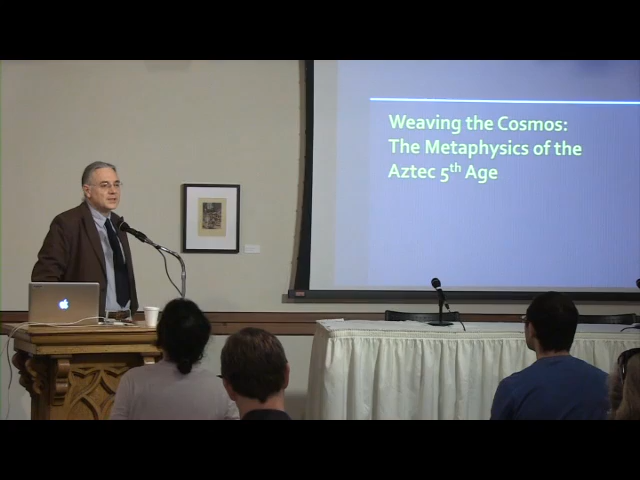 Weaving the Cosmos:
The Metaphysics of the
Aztec 5th Age